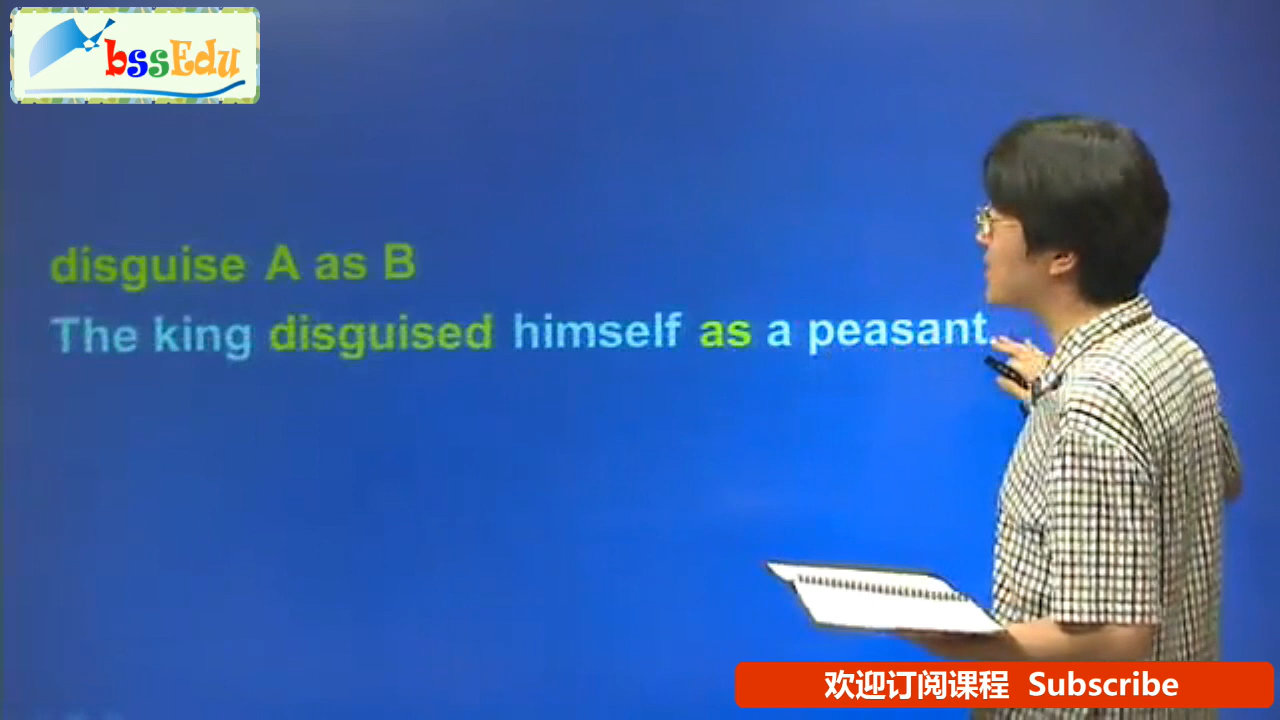 bssEdu
disguise A as B
The king disguised himself as a peasant.
欢迎订阅课程 Subscribe